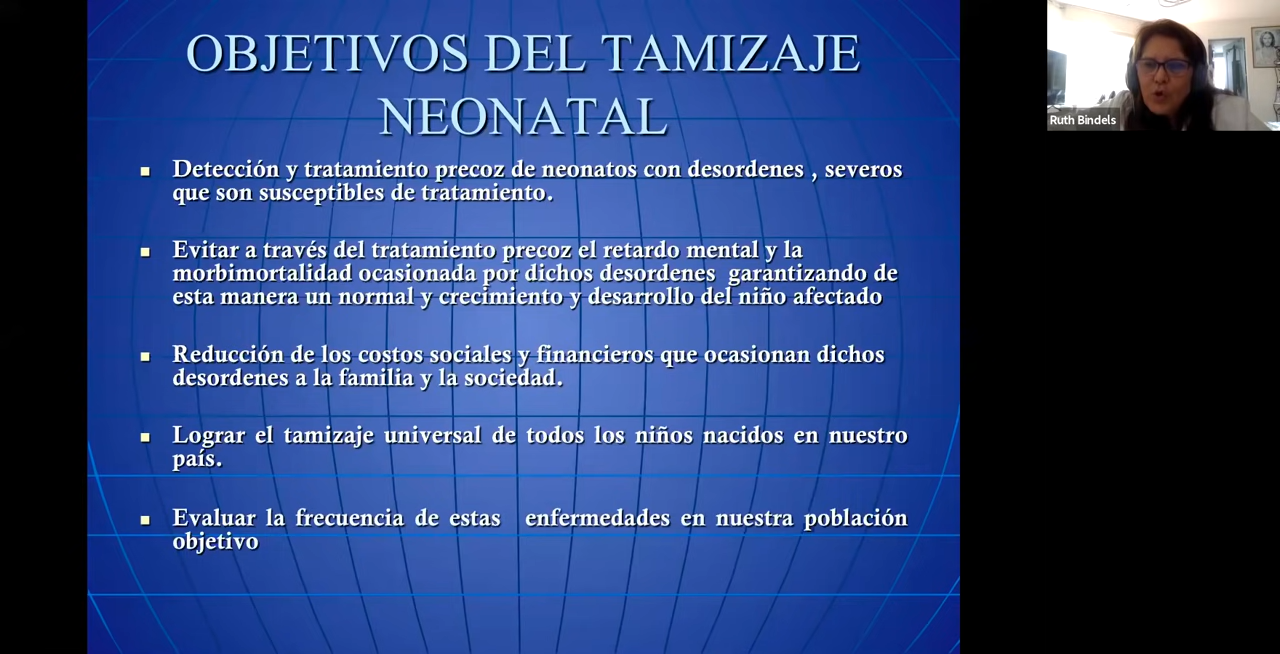 OBJETIVOS DEL TAMIZAJE
NEONATAL
Detección y tratamiento precoz de neonatos con desordenes , severos
que son susceptibles de tratamiento.
Evitar a través del tratamiento precoz el retardo mental y la
morbimortalidad ocasionada por dichos desordenes garantizando de
esta manera un normal y crecimiento y desarrollo del niño afectado
Reducción de los costos sociales y financieros que ocasionan dichos
desordenes a la familia y la sociedad.
Lograr el tamizaje universal de todos los niños nacidos en nuestro
país.
Evaluar la frecuencia de estas enfermedades en nuestra población
objetivo
Ruth Bindels